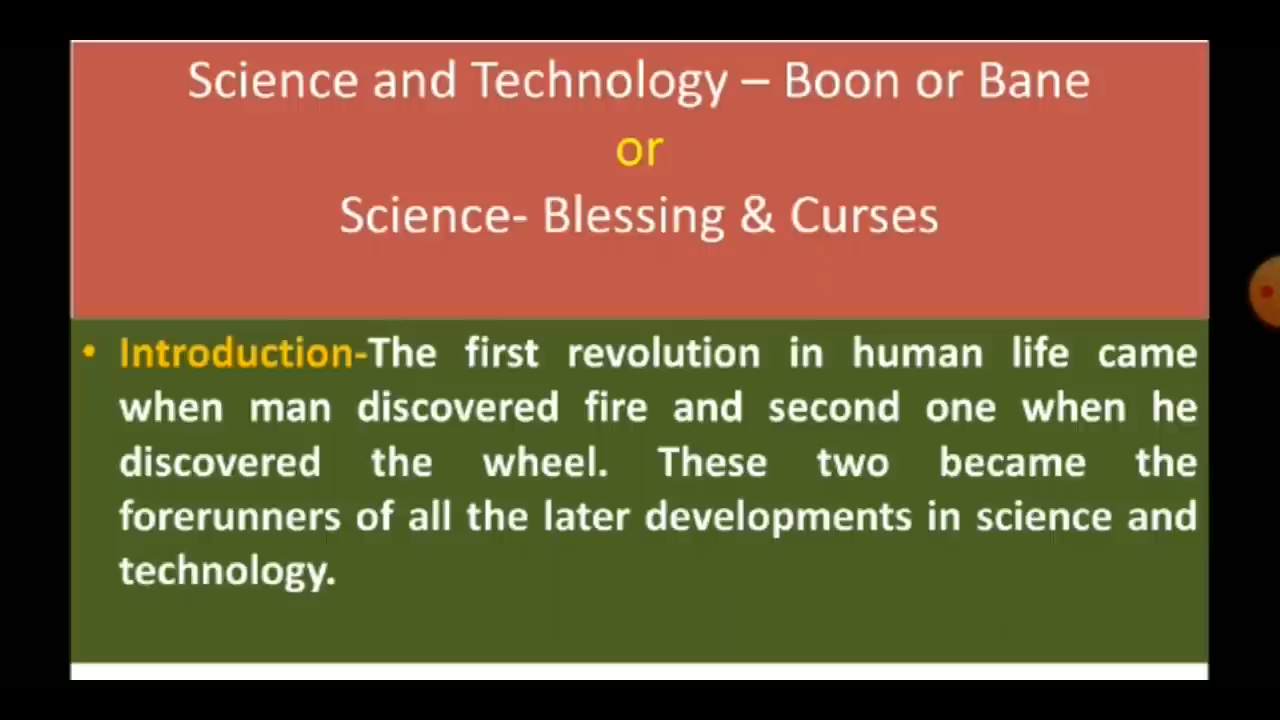 Science and Technology – Boon or Bane
or
Science- Blessing & Curses
• Introduction-The first revolution in human life came
when man discovered fire and second one when he
discovered the wheel. These two became the
forerunners of all the later developments in science and
technology.